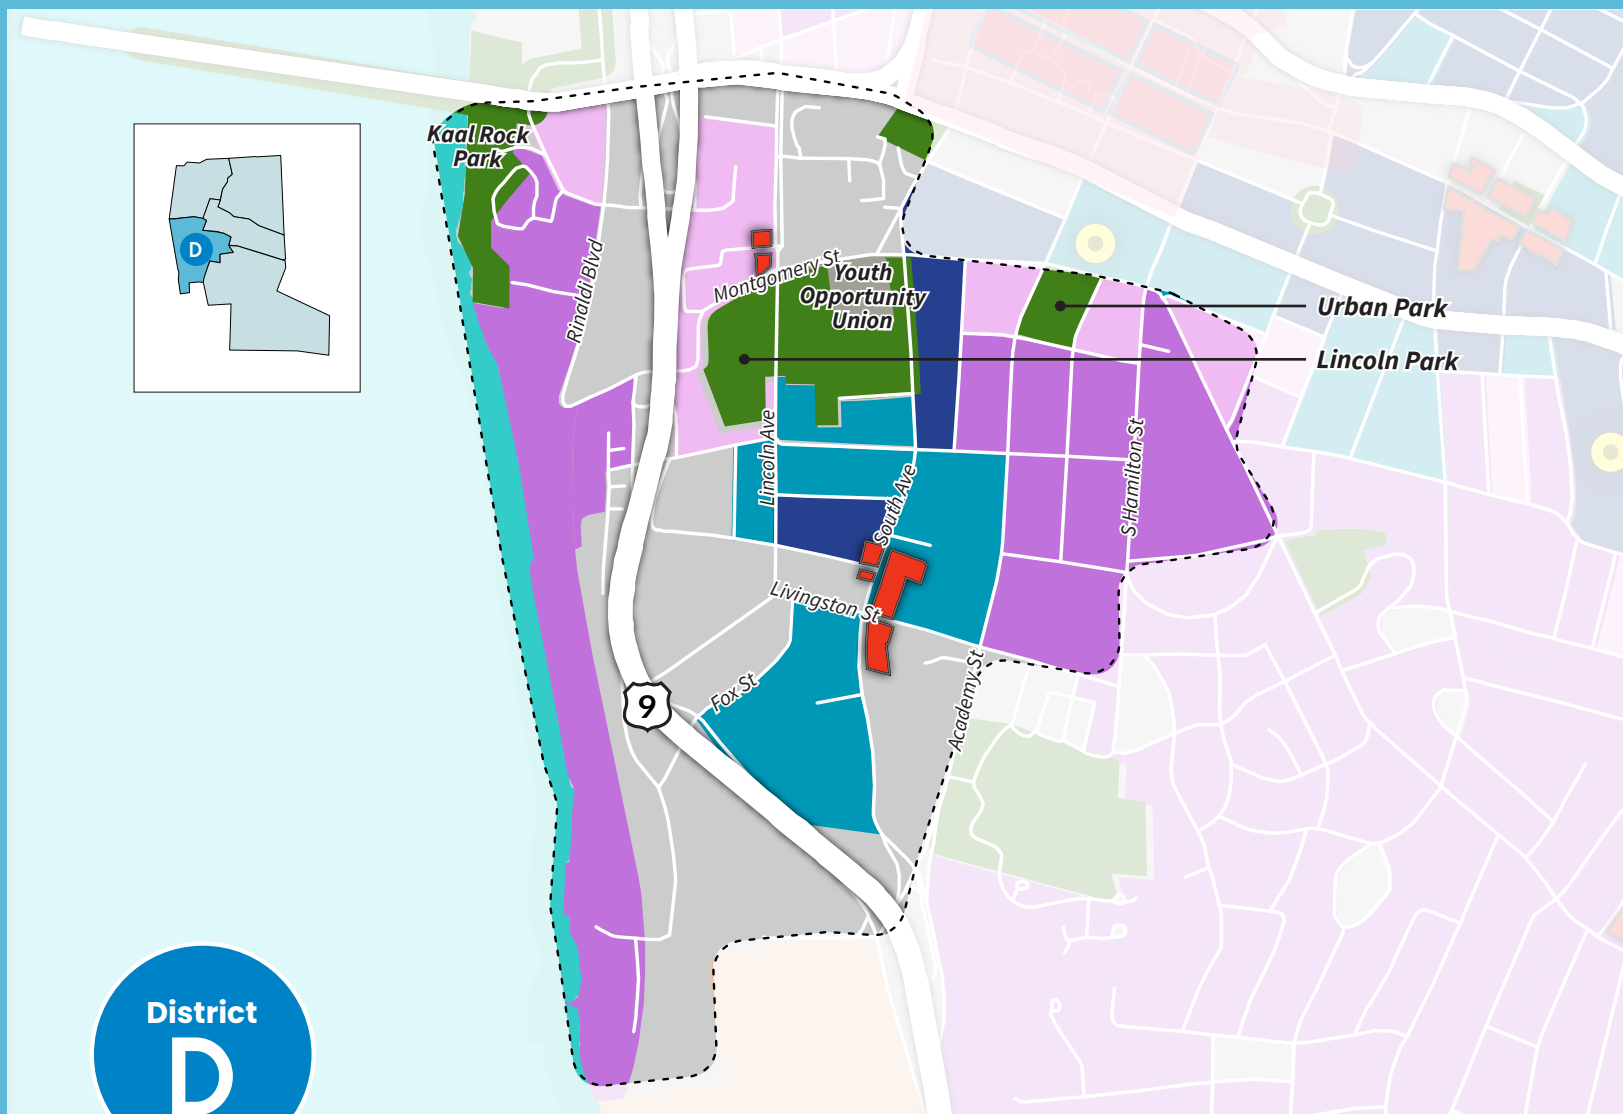 Kaal Rock
Park
D
Rinaldi Blvd
Montgomery St
Youth
Opportunity
Union
Urban Park
Lincoln Park
Lincoln Ave
South Ave
S Hamilton St
Livingston St
Fox St
9
Academy St
District
D